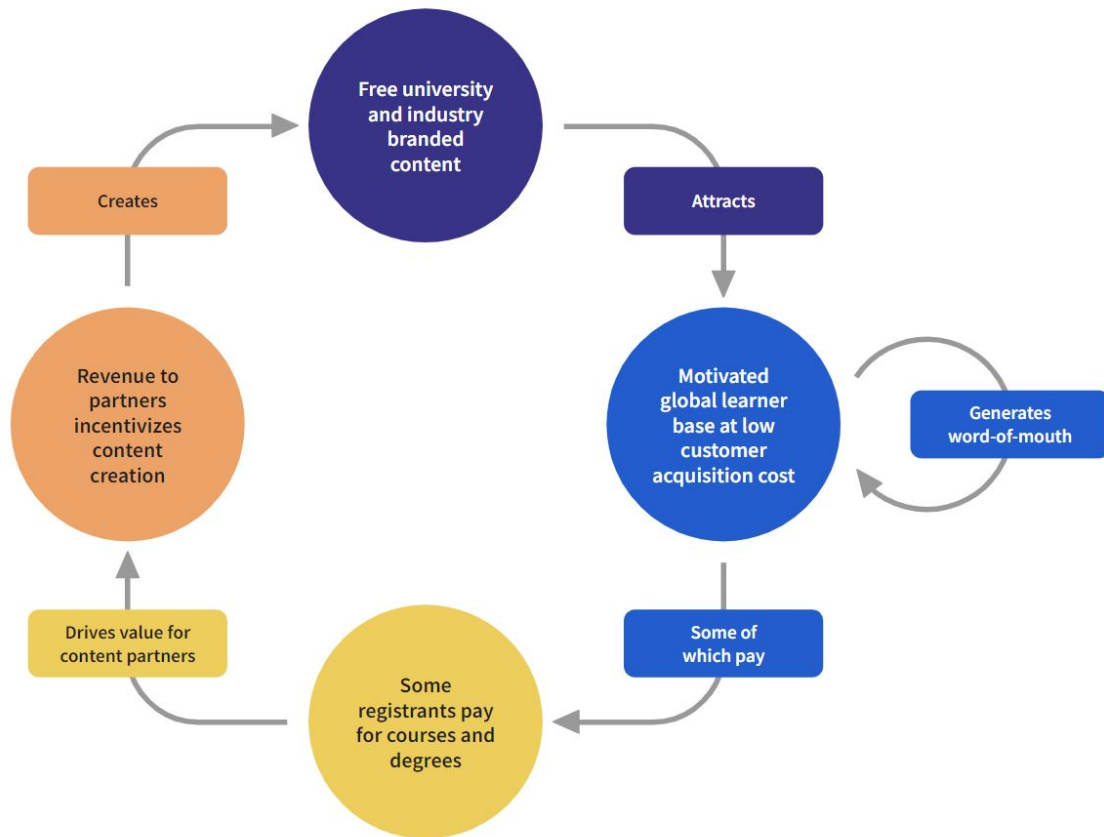 Free university
and industry
branded
content
Attracts
Motivated
global learner
base at low
customer
acquisition cost
Generates
word-of-mouth
Some of
which pay
Some
registrants pay
for courses and
degrees
Drives value for
content partners
Revenue to
partners
incentivizes
content
creation
Creates